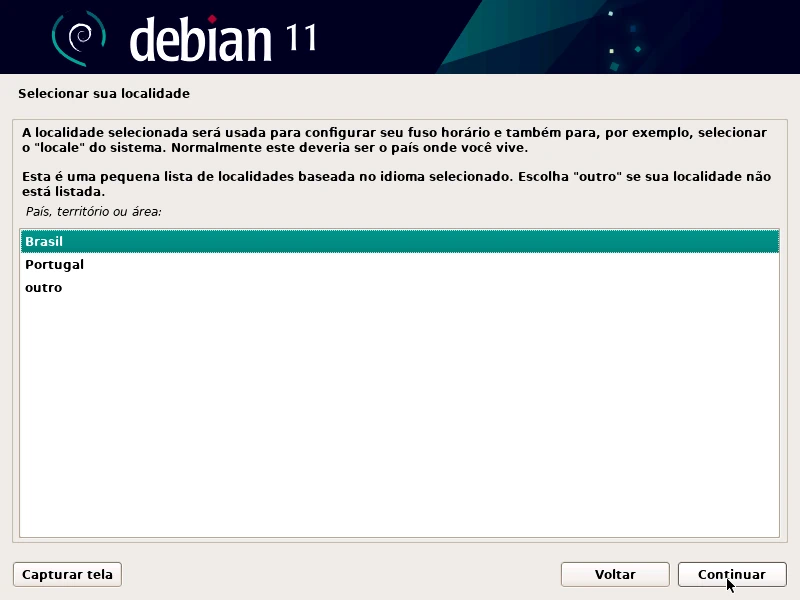 debian 11
Selecionar sua localidade
A localidade selecionada será usada para configurar seu fuso horário e também para, por exemplo, selecionar
o "locale" do sistema. Normalmente este deveria ser o país onde você vive.
Esta é uma pequena lista de localidades baseada no idioma selecionado. Escolha "outro" se sua localidade não
está listada.
País, território ou área:
Brasil
Portugal
outro
Capturar tela
Voltar
Continuar